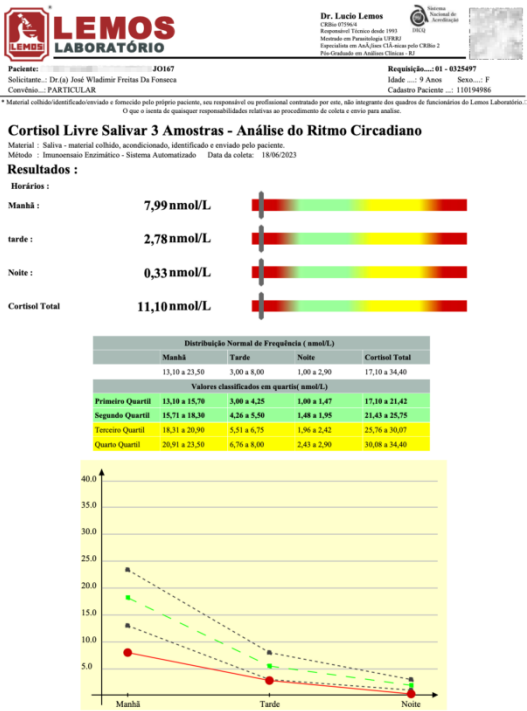 LEMOS
LEMOS
LABORATÓRIO
Dr. Lucio Lemos
CRBio 07596/4
Responsável Técnico desde 1993
Mestrado em Parasitologia UFRRJ
Especialista em AnÃ¡lises ClÃ­nicas pelo CRBio 2
Pós-Graduado em Análises Clínicas - RJ
Sistema
Nacional de
Acreditação
DICQ
Paciente: JO167
Requisição....: 01 - 0325497
Solicitante..: Dr.(a) José Wladimir Freitas Da Fonseca
Idade ....: 9 Anos Sexo....: F
Convênio...: PARTICULAR
Cadastro Paciente ...: 110194986
* Material colhido/identificado/enviado e fornecido pelo próprio paciente, seu responsável ou profissional contratado por este, não integrante dos quadros de funcionários do Lemos Laboratório.
O que o isenta de quaisquer responsabilidades relativas ao procedimento de coleta e envio para analise.
Cortisol Livre Salivar 3 Amostras - Análise do Ritmo Circadiano
Material : Saliva - material colhido, acondicionado, identificado e enviado pelo paciente.
Método : Imunoensaio Enzimático - Sistema Automatizado Data da coleta: 18/06/2023
Resultados :
Horários :
Manhã : 7,99 nmol/L
tarde : 2,78 nmol/L
Noite : 0,33 nmol/L
Cortisol Total 11,10 nmol/L
Distribuição Normal de Frequência ( nmol/L)
Manhã Tarde Noite Cortisol Total
13,10 a 23,50 3,00 a 8,00 1,00 a 2,90 17,10 a 34,40
Valores classificados em quartis( nmol/L)
Primeiro Quartil 13,10 a 15,70 3,00 a 4,25 1,00 a 1,47 17,10 a 21,42
Segundo Quartil 15,71 a 18,30 4,26 a 5,50 1,48 a 1,95 21,43 a 25,75
Terceiro Quartil 18,31 a 20,90 5,51 a 6,75 1,96 a 2,42 25,76 a 30,07
Quarto Quartil 20,91 a 23,50 6,76 a 8,00 2,43 a 2,90 30,08 a 34,40
40.0
35.0
30.0
25.0
20.0
15.0
10.0
5.0
Manhã Tarde Noite